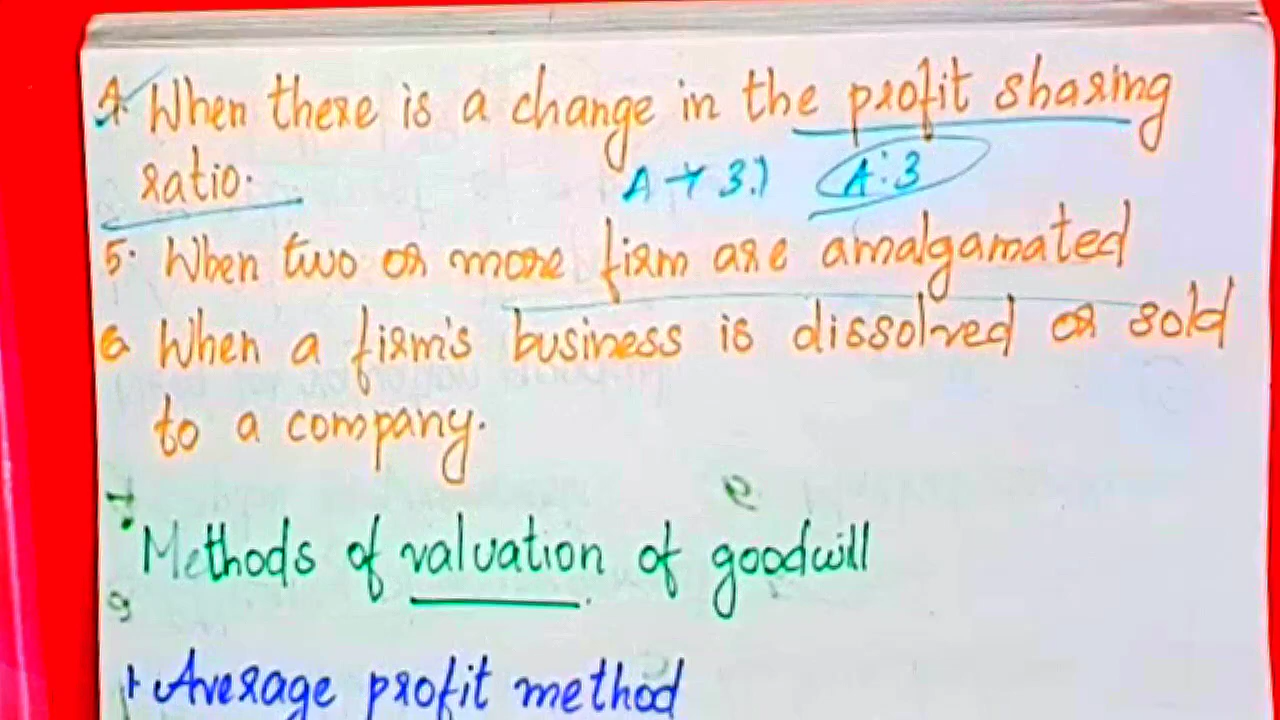 4. When there is a change in the profit sharing
ratio.
A:3
5. When two or more firm are amalgamated
6 When a firm's business is dissolved or sold
to a company.
Methods of valuation of goodwill
1 Average profit method